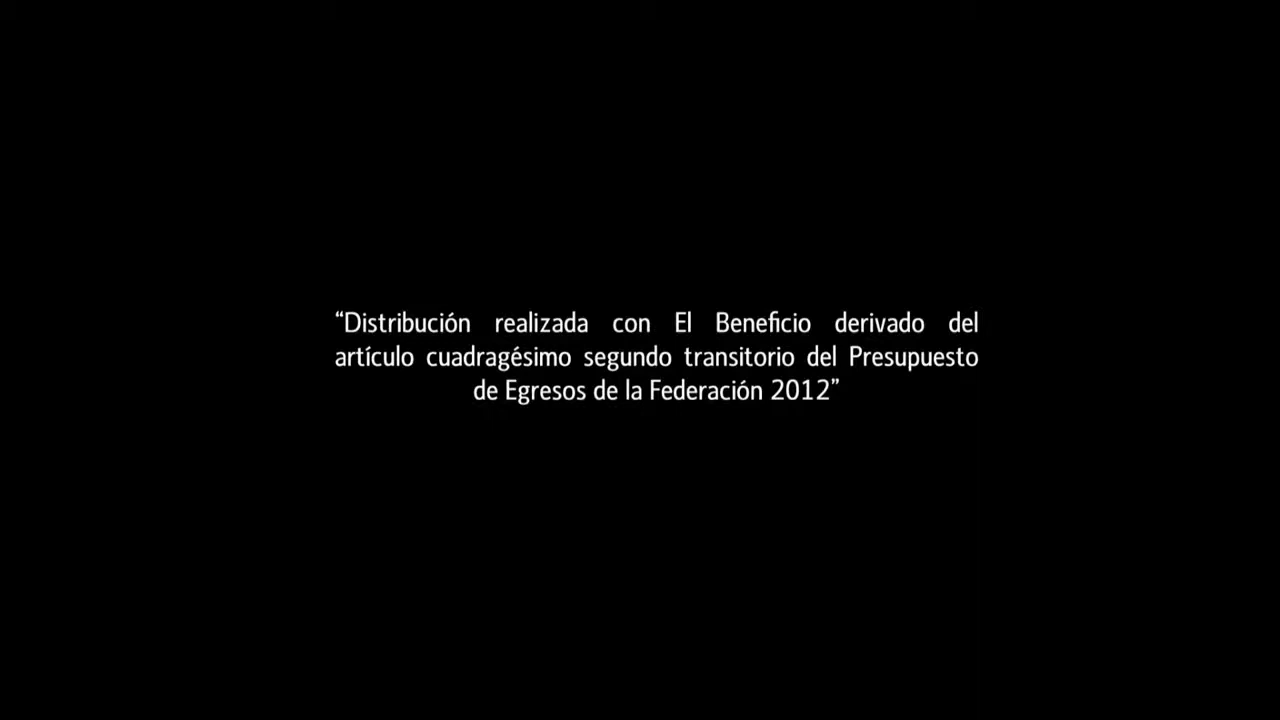 “Distribución realizada con El Beneficio derivado del
artículo cuadragésimo segundo transitorio del Presupuesto
de Egresos de la Federación 2012”